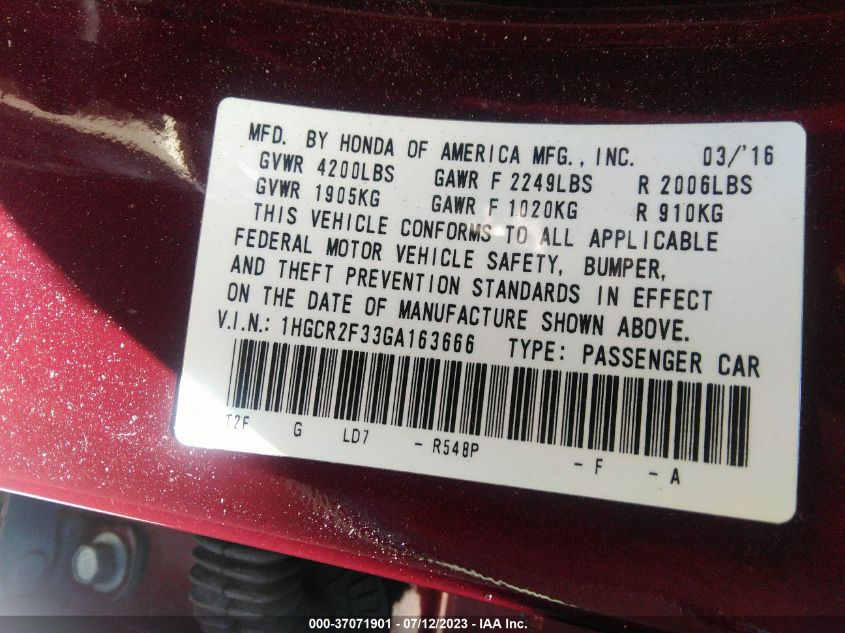 MFD. BY HONDA OF AMERICA MFG., INC. 03/'16
GVWR 4200LBS GAWR F 2249LBS R 2006LBS
GVWR 1905KG GAWR F 1020KG R 910KG
THIS VEHICLE CONFORMS TO ALL APPLICABLE
FEDERAL MOTOR VEHICLE SAFETY, BUMPER,
AND THEFT PREVENTION STANDARDS IN EFFECT
ON THE DATE OF MANUFACTURE SHOWN ABOVE.
V.I.N.: 1HGCR2F33GA163666 TYPE: PASSENGER CAR
T2F G LD7 - R548P - F - A
000-37071901 - 07/12/2023 - IAA Inc.